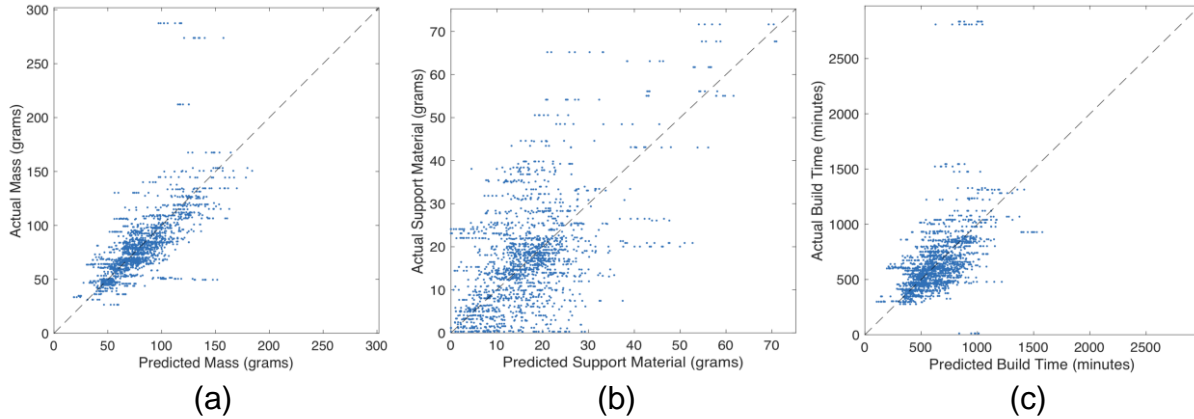 300
250
200
150
100
50
0
0 50 100 150 200 250 300
Actual Mass (grams)
Predicted Mass (grams)
(a)
70
60
50
40
30
20
10
0
0 10 20 30 40 50 60 70
Actual Support Material (grams)
Predicted Support Material (grams)
(b)
2500
2000
1500
1000
500
0
0 500 1000 1500 2000 2500
Actual Build Time (minutes)
Predicted Build Time (minutes)
(c)